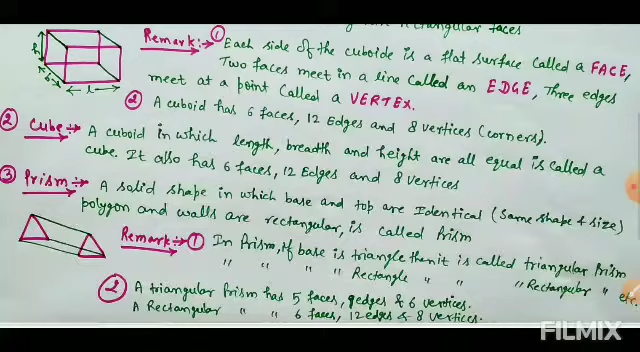 rectangular faces
Remark:→ ① Each side of the cuboide is a flat surface called a FACE,
Two faces meet in a line called an EDGE, Three edges
meet at a point called a VERTEX.
② A cuboid has 6 faces, 12 Edges and 8 vertices (corners).
② Cube:→ A cuboid in which length, breadth and height are all equal is called a
cube. It also has 6 faces, 12 Edges and 8 vertices
③ Prism:→ A solid shape in which base and top are Identical (same shape & size)
polygon and walls are rectangular, is called Prism
Remark:→ ① In Prism, if base is triangle then it is called triangular Prism
" " " " Rectangle " " " Rectangular " etc.
② A triangular Prism has 5 faces, 9 edges & 6 vertices.
A Rectangular " " 6 faces, 12 edges & 8 vertices.
h
b
l
FILMIX